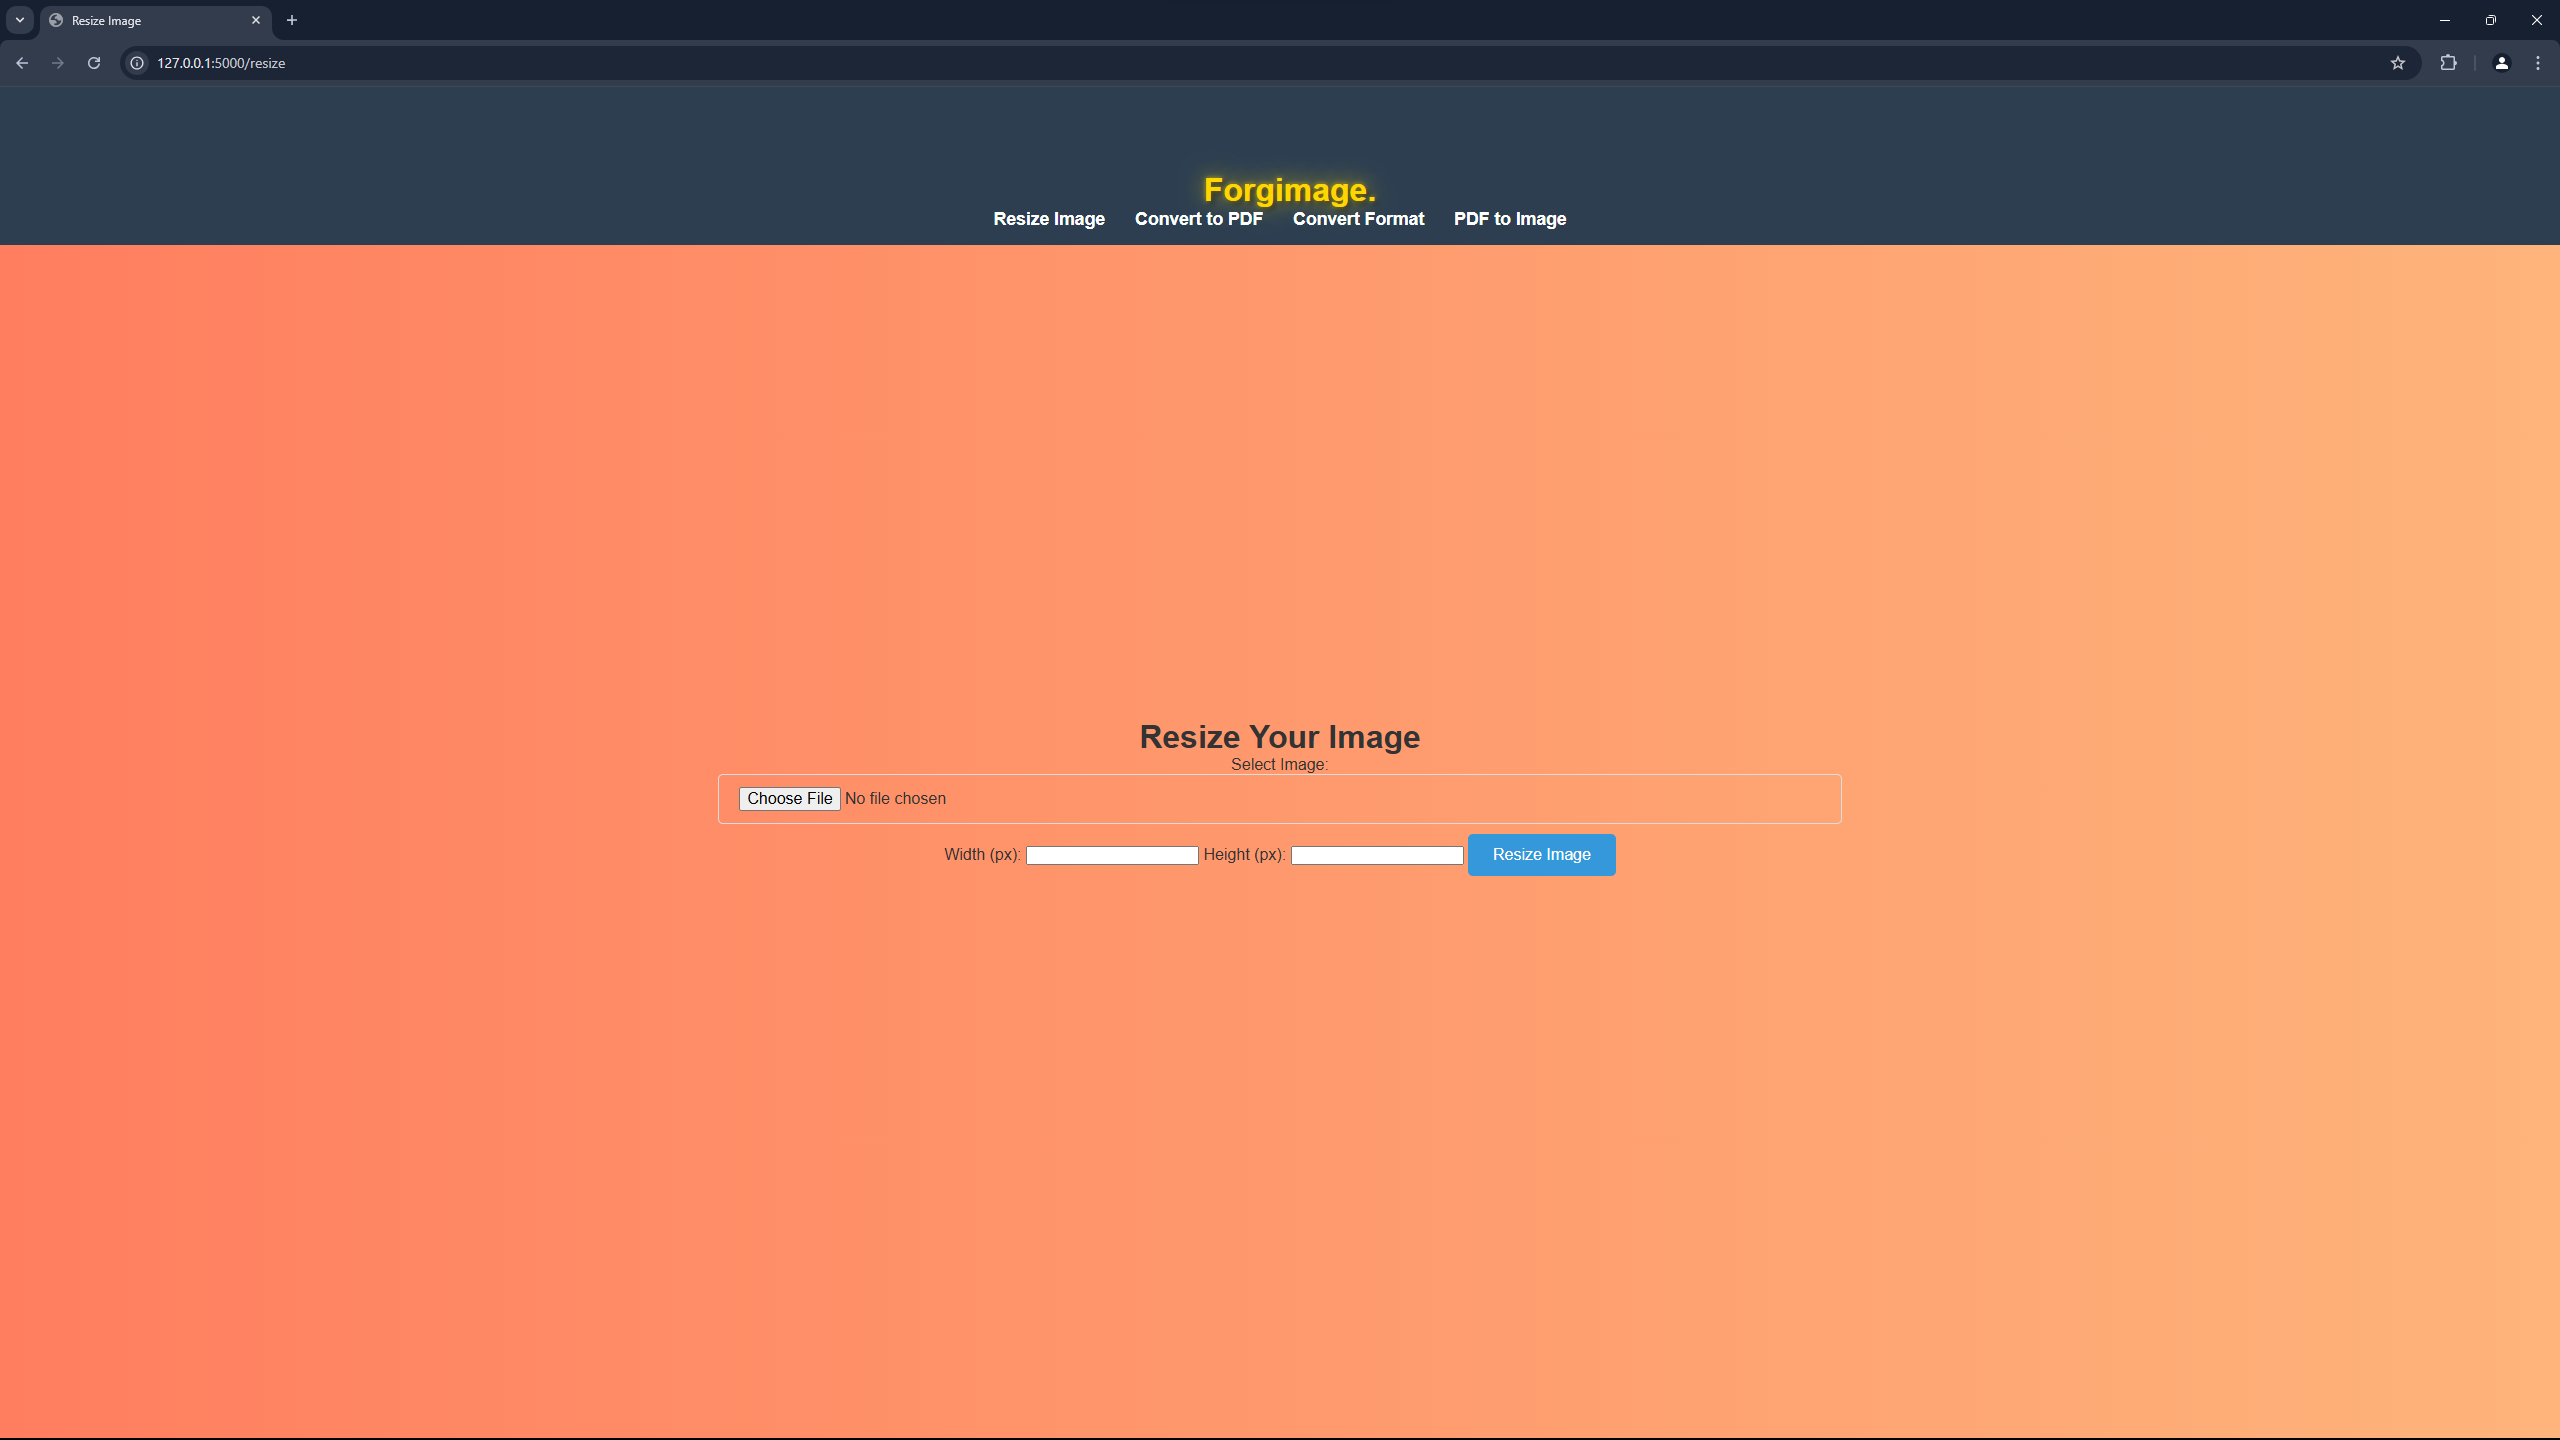 Resize Image
127.0.0.1:5000/resize
Forgimage.
Resize Image Convert to PDF Convert Format PDF to Image
Resize Your Image
Select Image:
Choose File No file chosen
Width (px): Height (px): Resize Image